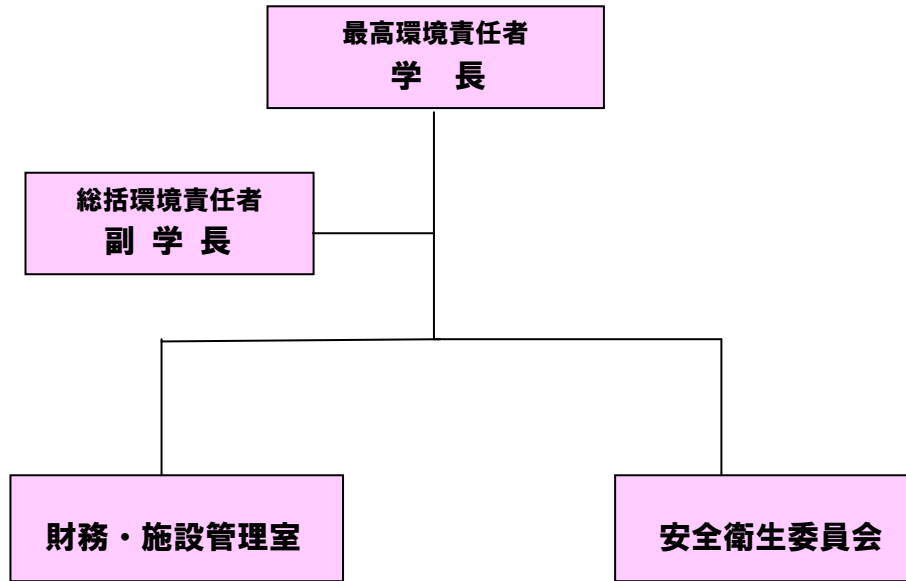 最高環境責任者
学　長
総括環境責任者
副 学 長
財務・施設管理室
安全衛生委員会